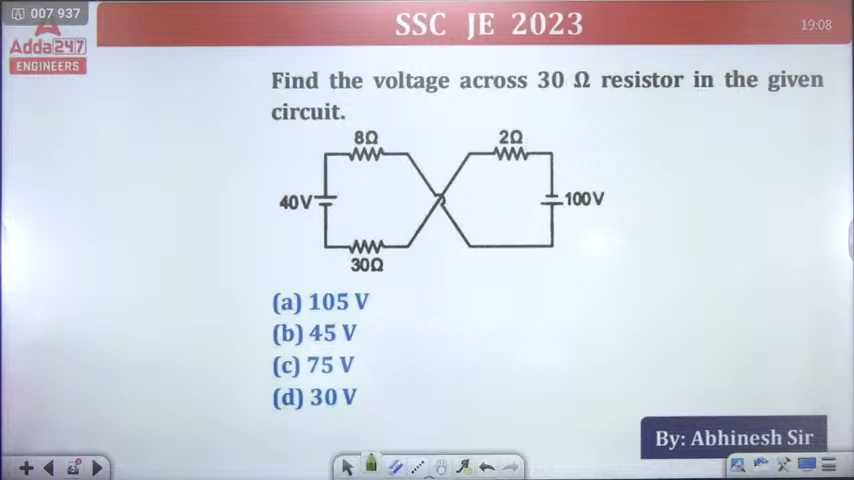 007 937
SSC JE 2023
19:08
Adda247
ENGINEERS
Find the voltage across 30 Ω resistor in the given
circuit.
8Ω
2Ω
40V
100V
30Ω
(a) 105 V
(b) 45 V
(c) 75 V
(d) 30 V
By: Abhinesh Sir